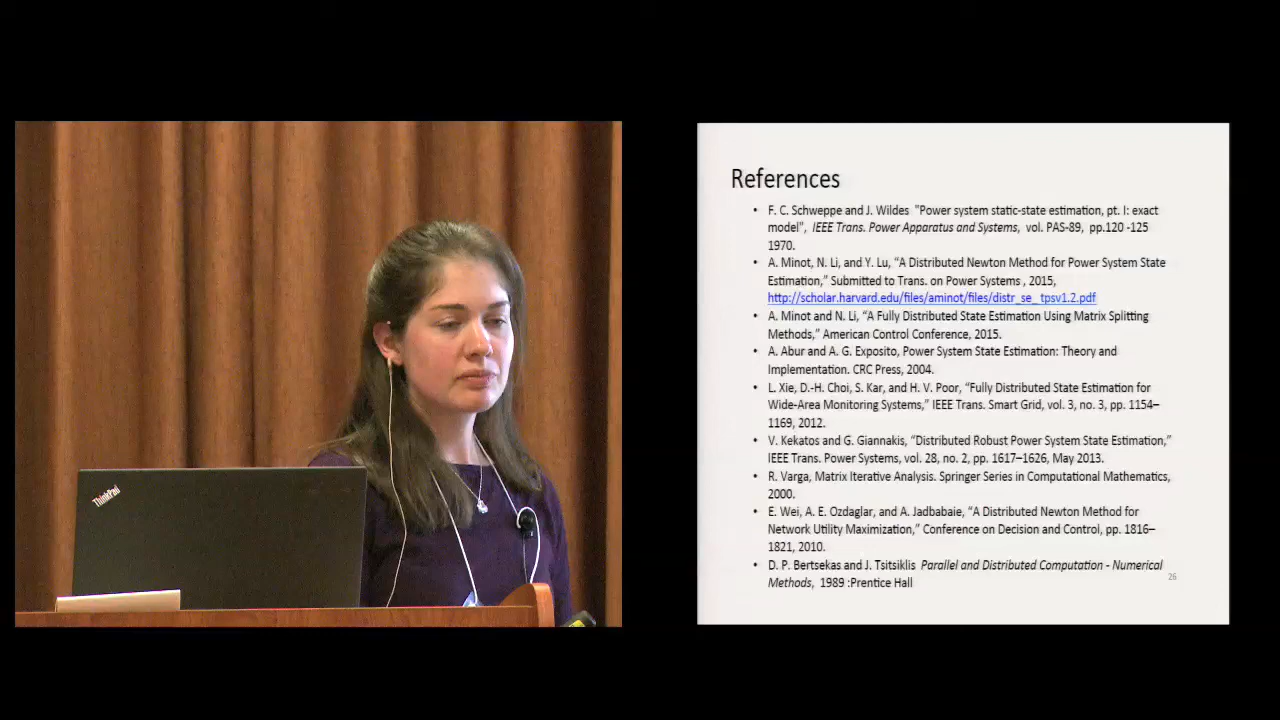 ThinkPad
References
• F. C. Schweppe and J. Wildes "Power system static-state estimation, pt. I: exact
model", IEEE Trans. Power Apparatus and Systems, vol. PAS-89, pp.120 -125
1970.
• A. Minot, N. Li, and Y. Lu, “A Distributed Newton Method for Power System State
Estimation,” Submitted to Trans. on Power Systems , 2015,
http://scholar.harvard.edu/files/aminot/files/distr_se_tpsv1.2.pdf
• A. Minot and N. Li, “A Fully Distributed State Estimation Using Matrix Splitting
Methods,” American Control Conference, 2015.
• A. Abur and A. G. Exposito, Power System State Estimation: Theory and
Implementation. CRC Press, 2004.
• L. Xie, D.-H. Choi, S. Kar, and H. V. Poor, “Fully Distributed State Estimation for
Wide-Area Monitoring Systems,” IEEE Trans. Smart Grid, vol. 3, no. 3, pp. 1154–
1169, 2012.
• V. Kekatos and G. Giannakis, “Distributed Robust Power System State Estimation,”
IEEE Trans. Power Systems, vol. 28, no. 2, pp. 1617–1626, May 2013.
• R. Varga, Matrix Iterative Analysis. Springer Series in Computational Mathematics,
2000.
• E. Wei, A. E. Ozdaglar, and A. Jadbabaie, “A Distributed Newton Method for
Network Utility Maximization,” Conference on Decision and Control, pp. 1816–
1821, 2010.
• D. P. Bertsekas and J. Tsitsiklis Parallel and Distributed Computation - Numerical
Methods, 1989 :Prentice Hall
26